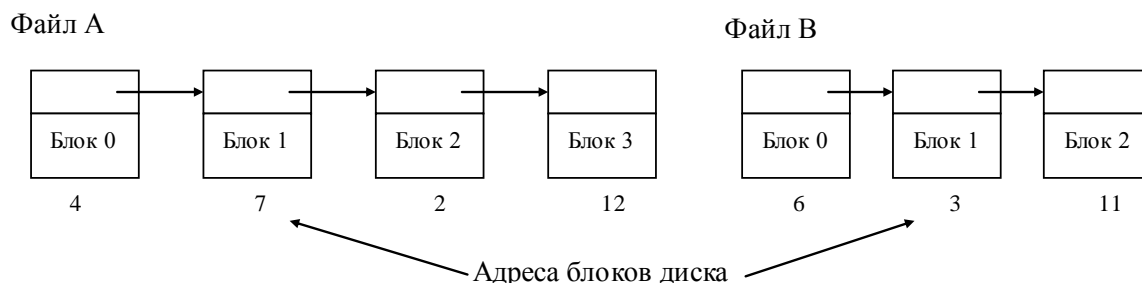 Файл А
Файл В
Блок 0
Блок 1
Блок 2
Блок 3
Блок 0
Блок 1
Блок 2
4
7
2
12
6
3
11
Адреса блоков диска